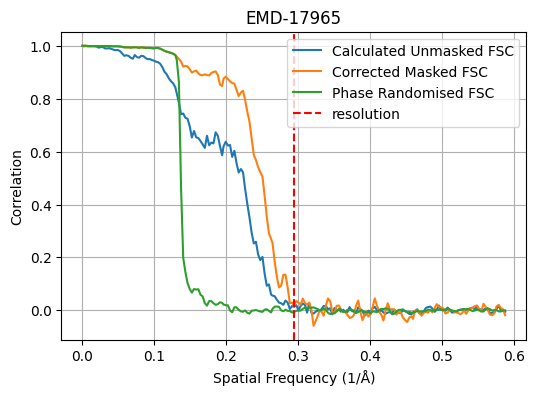 EMD-17965
Calculated Unmasked FSC
Corrected Masked FSC
Phase Randomised FSC
resolution
Correlation
1.0
0.8
0.6
0.4
0.2
0.0
0.0 0.1 0.2 0.3 0.4 0.5 0.6
Spatial Frequency (1/Å)